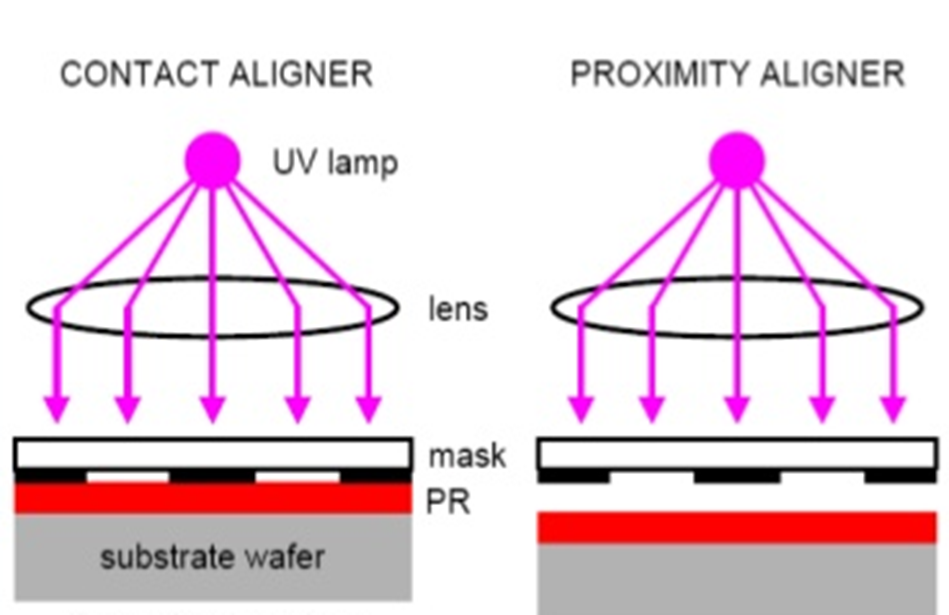 CONTACT ALIGNER
PROXIMITY ALIGNER
UV lamp
lens
mask
PR
substrate wafer